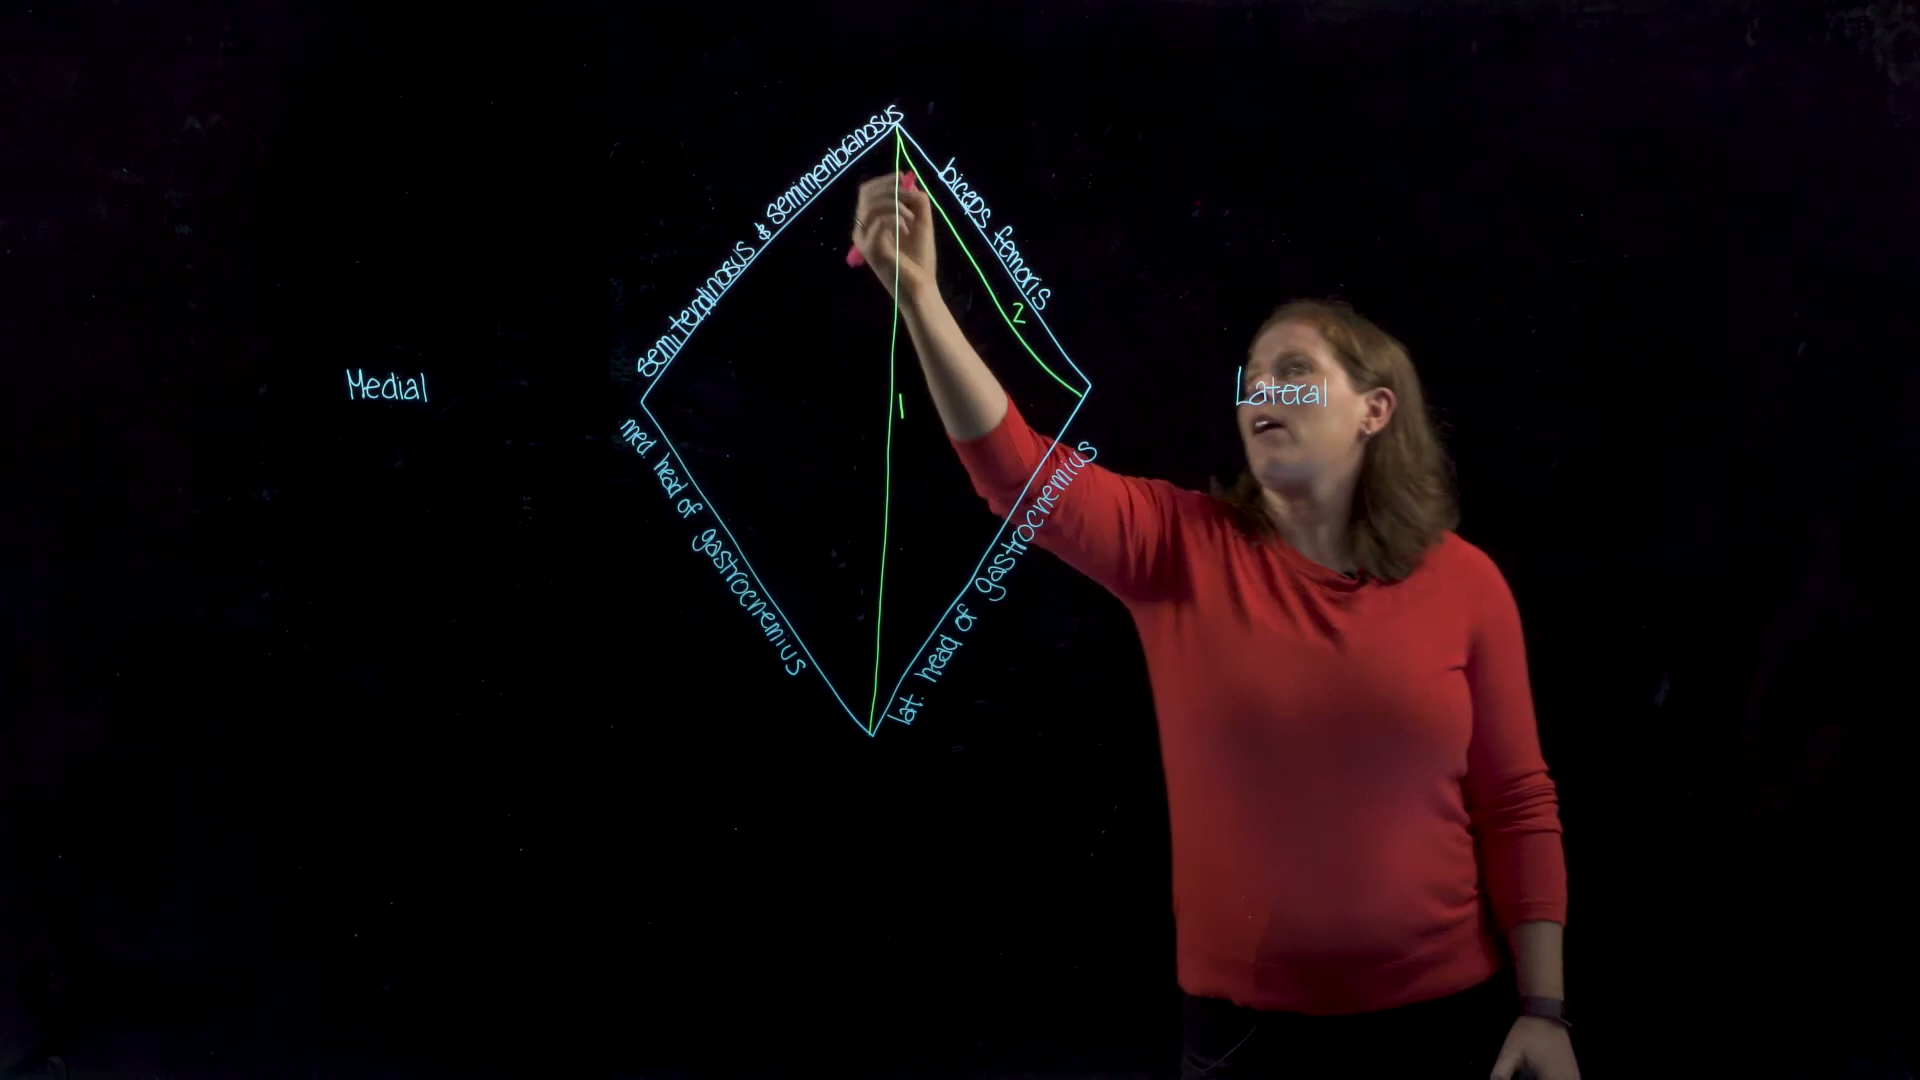 semitendinosus & semimembranosus
biceps femoris
2
Medial
Lateral
1
med. head of gastrocnemius
lat. head of gastrocnemius